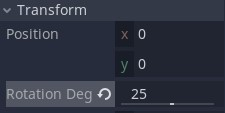 Transform
Position x 0
y 0
Rotation Deg 25